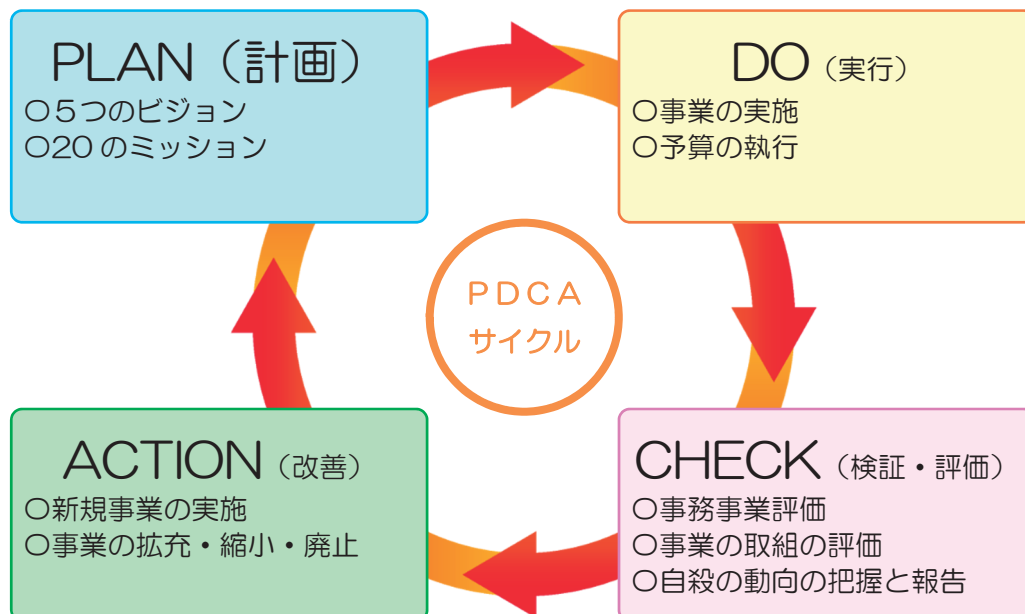 PLAN（計画）
○５つのビジョン
○20のミッション
DO（実行）
○事業の実施
○予算の執行
PDCA
サイクル
ACTION（改善）
○新規事業の実施
○事業の拡充・縮小・廃止
CHECK（検証・評価）
○事務事業評価
○事業の取組の評価
○自殺の動向の把握と報告